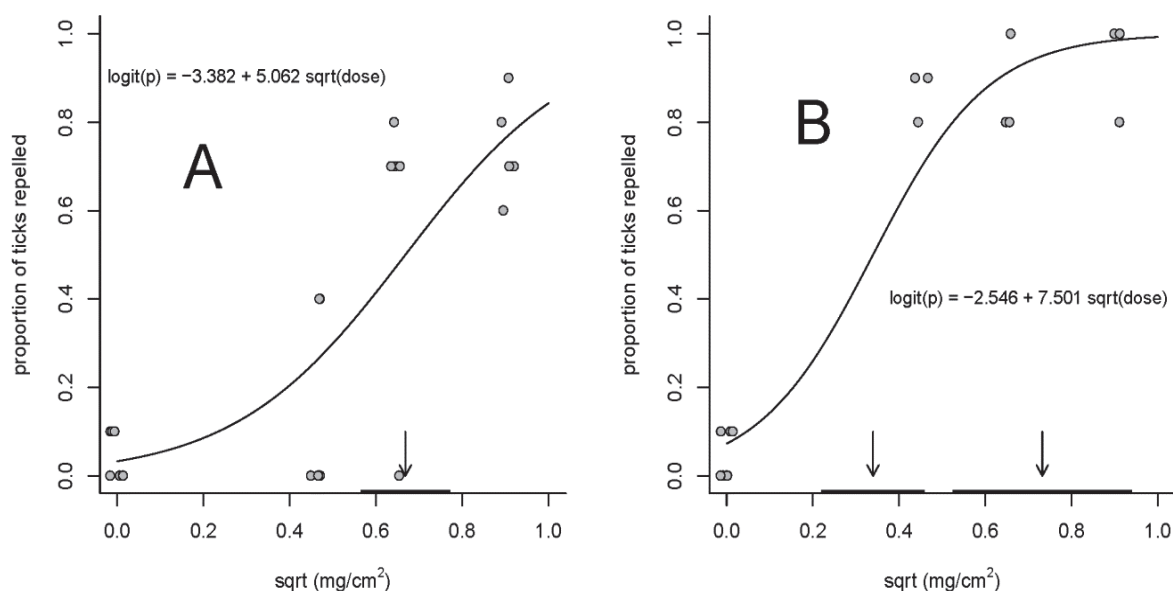 1.0
0.8
0.6
0.4
0.2
0.0
proportion of ticks repelled
logit(p) = −3.382 + 5.062 sqrt(dose)
A
0.0 0.2 0.4 0.6 0.8 1.0
sqrt (mg/cm²)
1.0
0.8
0.6
0.4
0.2
0.0
proportion of ticks repelled
B
logit(p) = −2.546 + 7.501 sqrt(dose)
0.0 0.2 0.4 0.6 0.8 1.0
sqrt (mg/cm²)